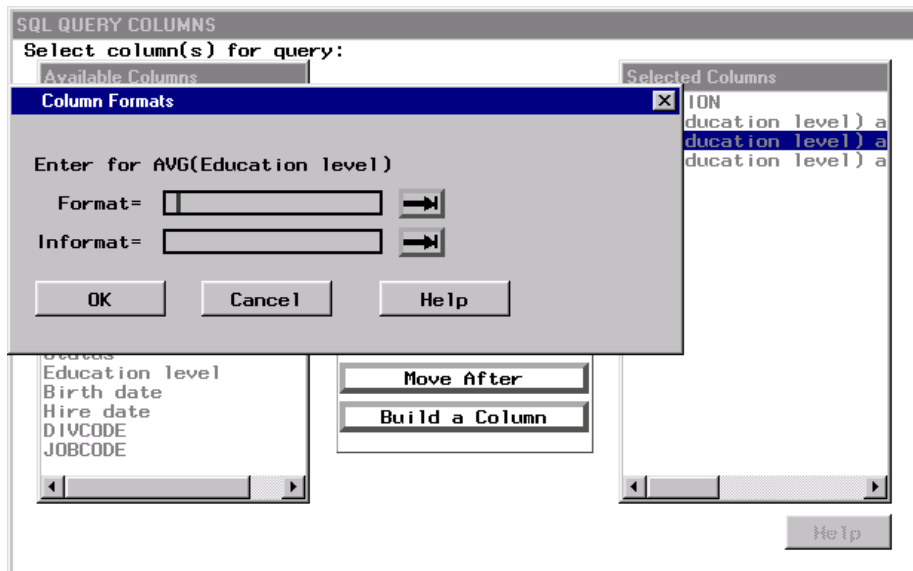 SQL QUERY COLUMNS
Select column(s) for query:
Available Columns
Selected Columns
Column Formats
ION
ducation level) a
ducation level) a
ducation level) a
Enter for AVG(Education level)
Format=
Informat=
OK Cancel Help
Status
Education level
Birth date
Hire date
DIVCODE
JOBCODE
Move After
Build a Column
Help